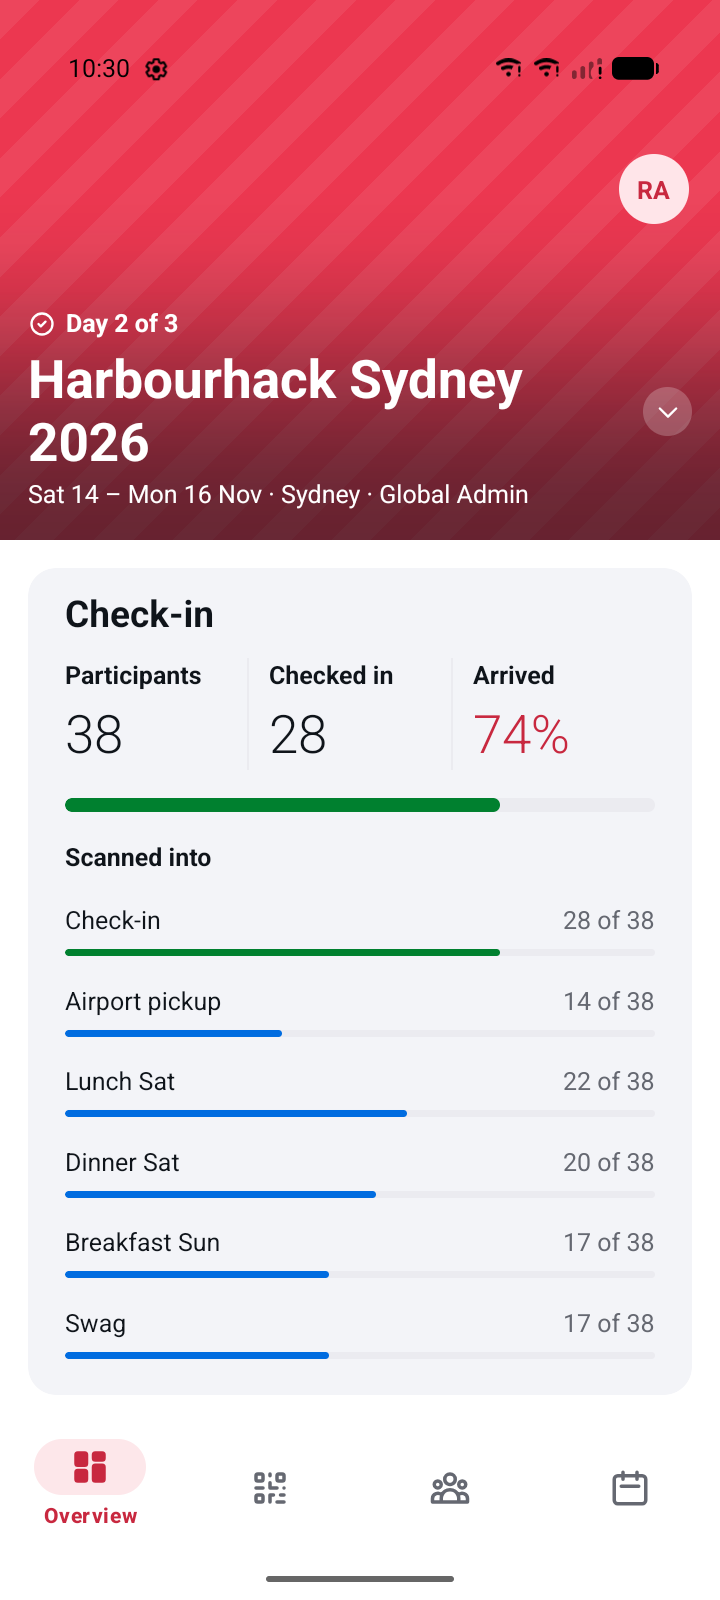 10:30
RA
Day 2 of 3
Harbourhack Sydney
2026
Sat 14 – Mon 16 Nov · Sydney · Global Admin
Check-in
Participants
Checked in
Arrived
38
28
74%
Scanned into
Check-in
28 of 38
Airport pickup
14 of 38
Lunch Sat
22 of 38
Dinner Sat
20 of 38
Breakfast Sun
17 of 38
Swag
17 of 38
Overview